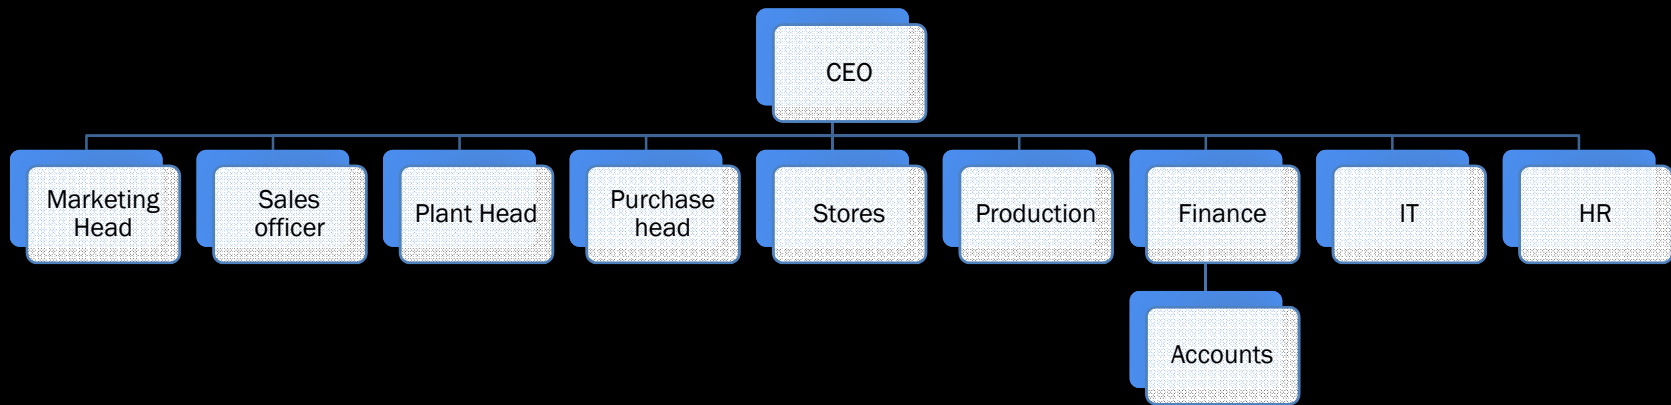 CEO
Marketing
Head
Sales
officer
Plant Head
Purchase
head
Stores
Production
Finance
IT
HR
Accounts